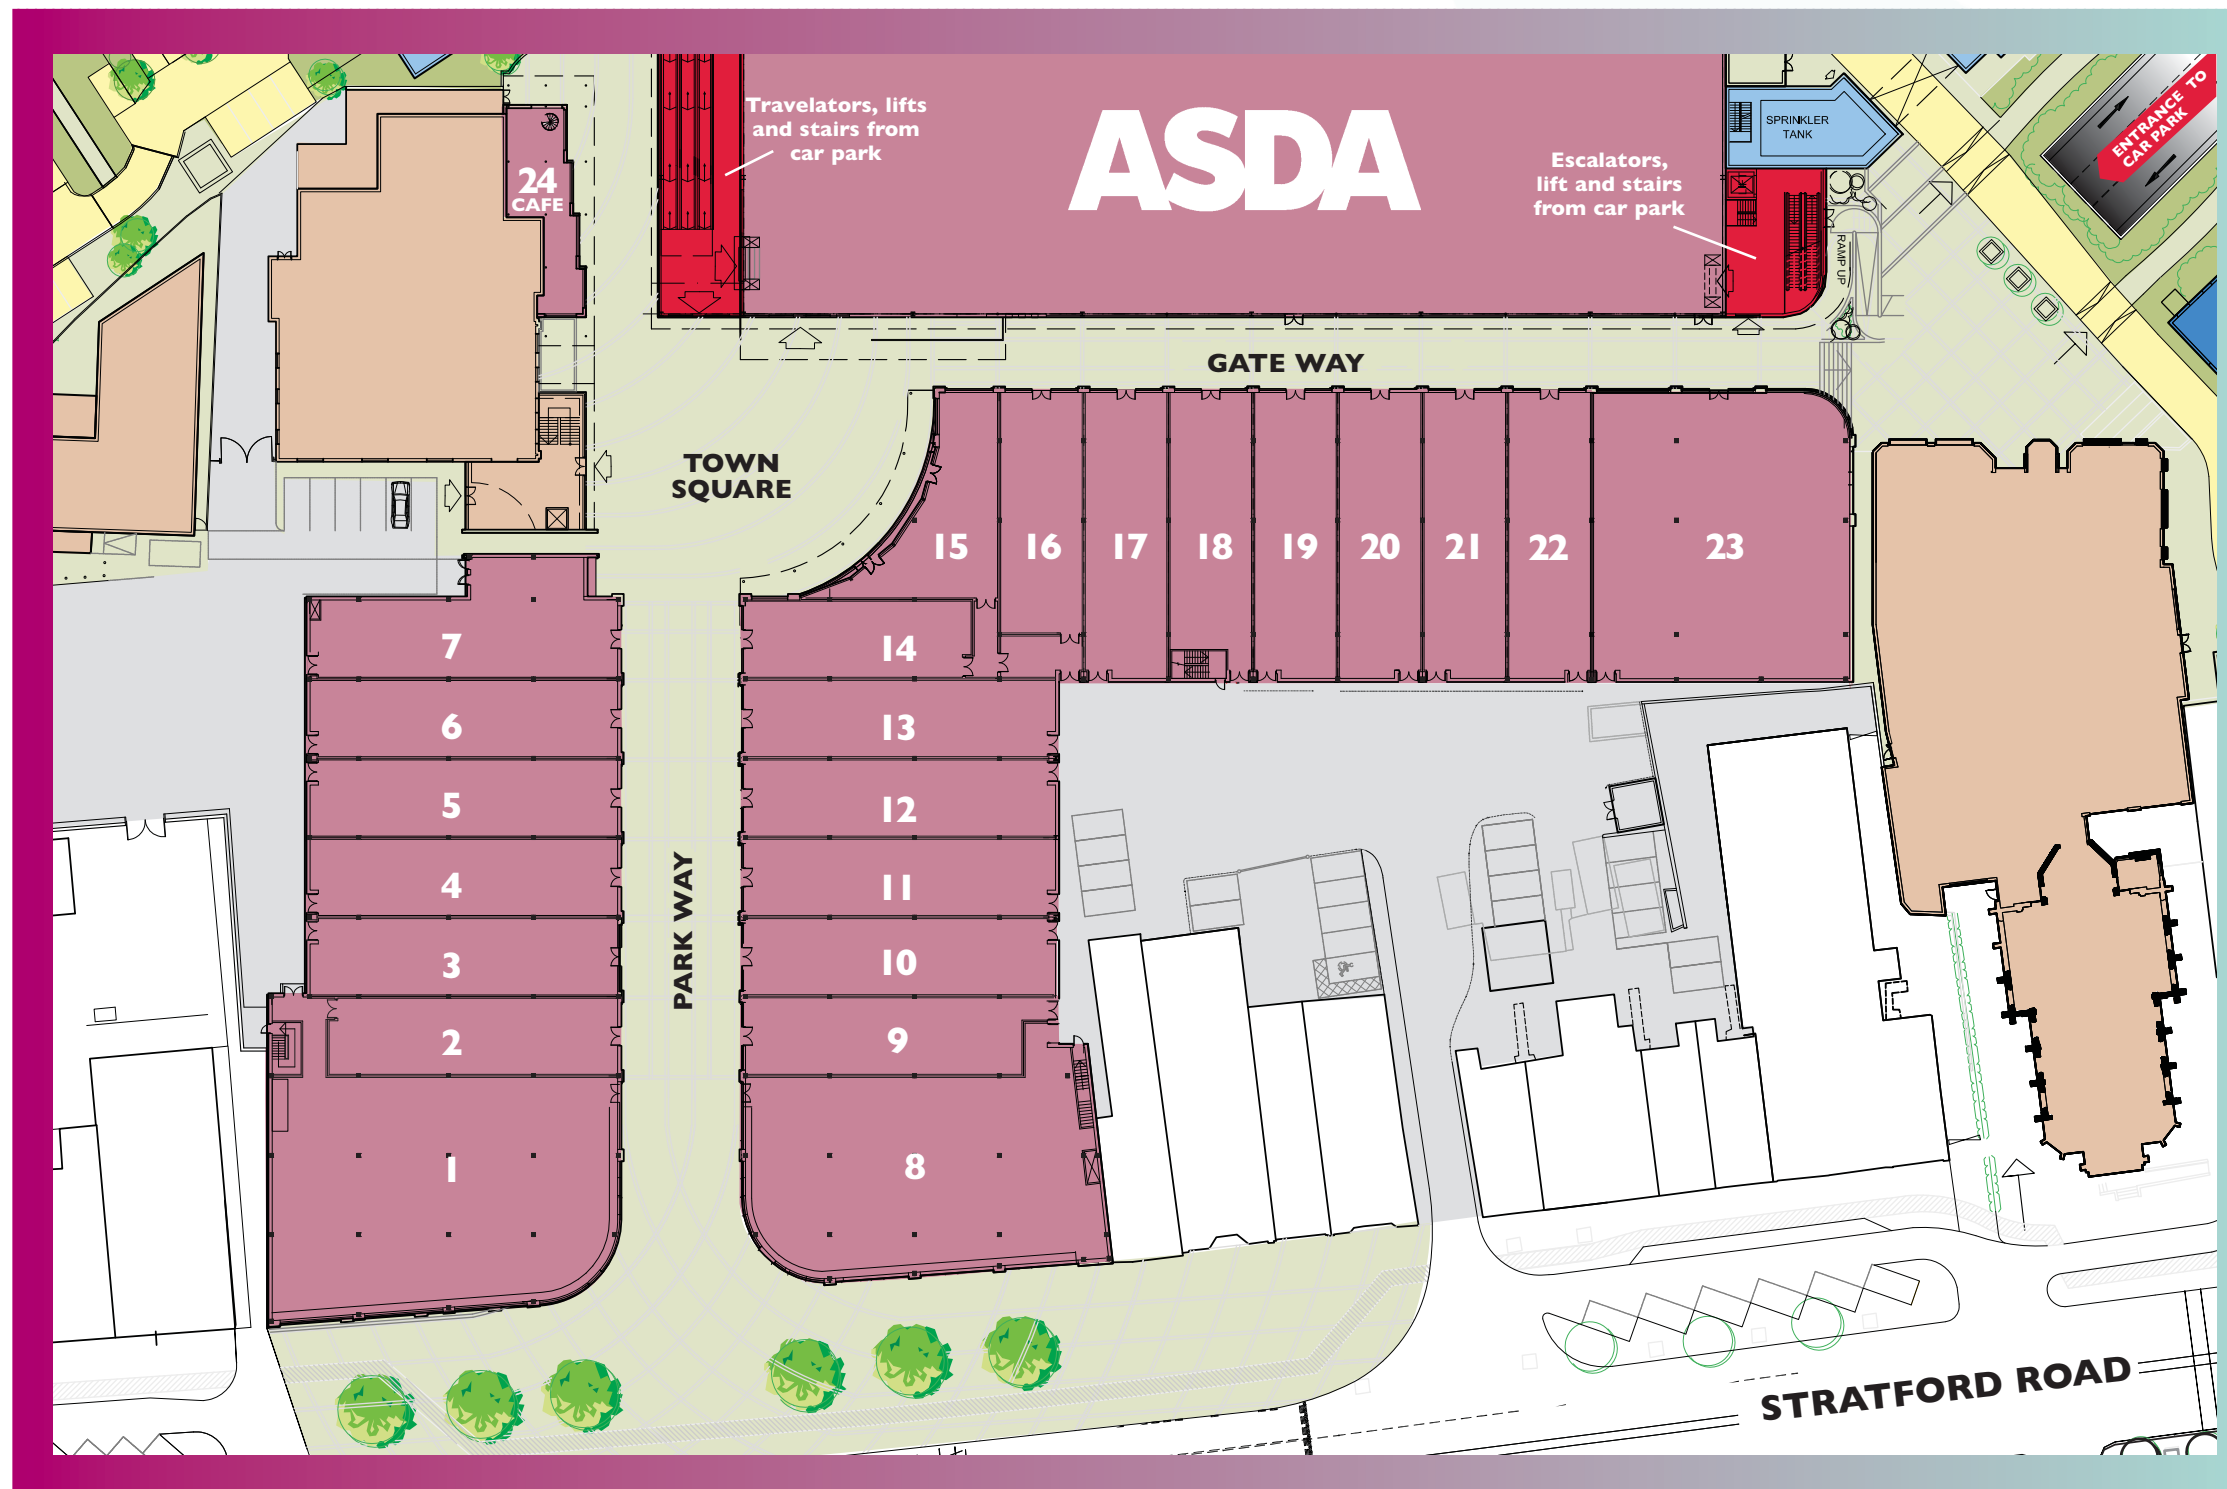 ASDA
Travelators, lifts
and stairs from
car park
Escalators,
lift and stairs
from car park
SPRINKLER
TANK
ENTRANCE TO
CAR PARK
RAMP UP
24
CAFE
GATE WAY
TOWN
SQUARE
15
16
17
18
19
20
21
22
23
7
14
6
13
5
12
4
11
3
10
2
9
1
8
PARK WAY
STRATFORD ROAD